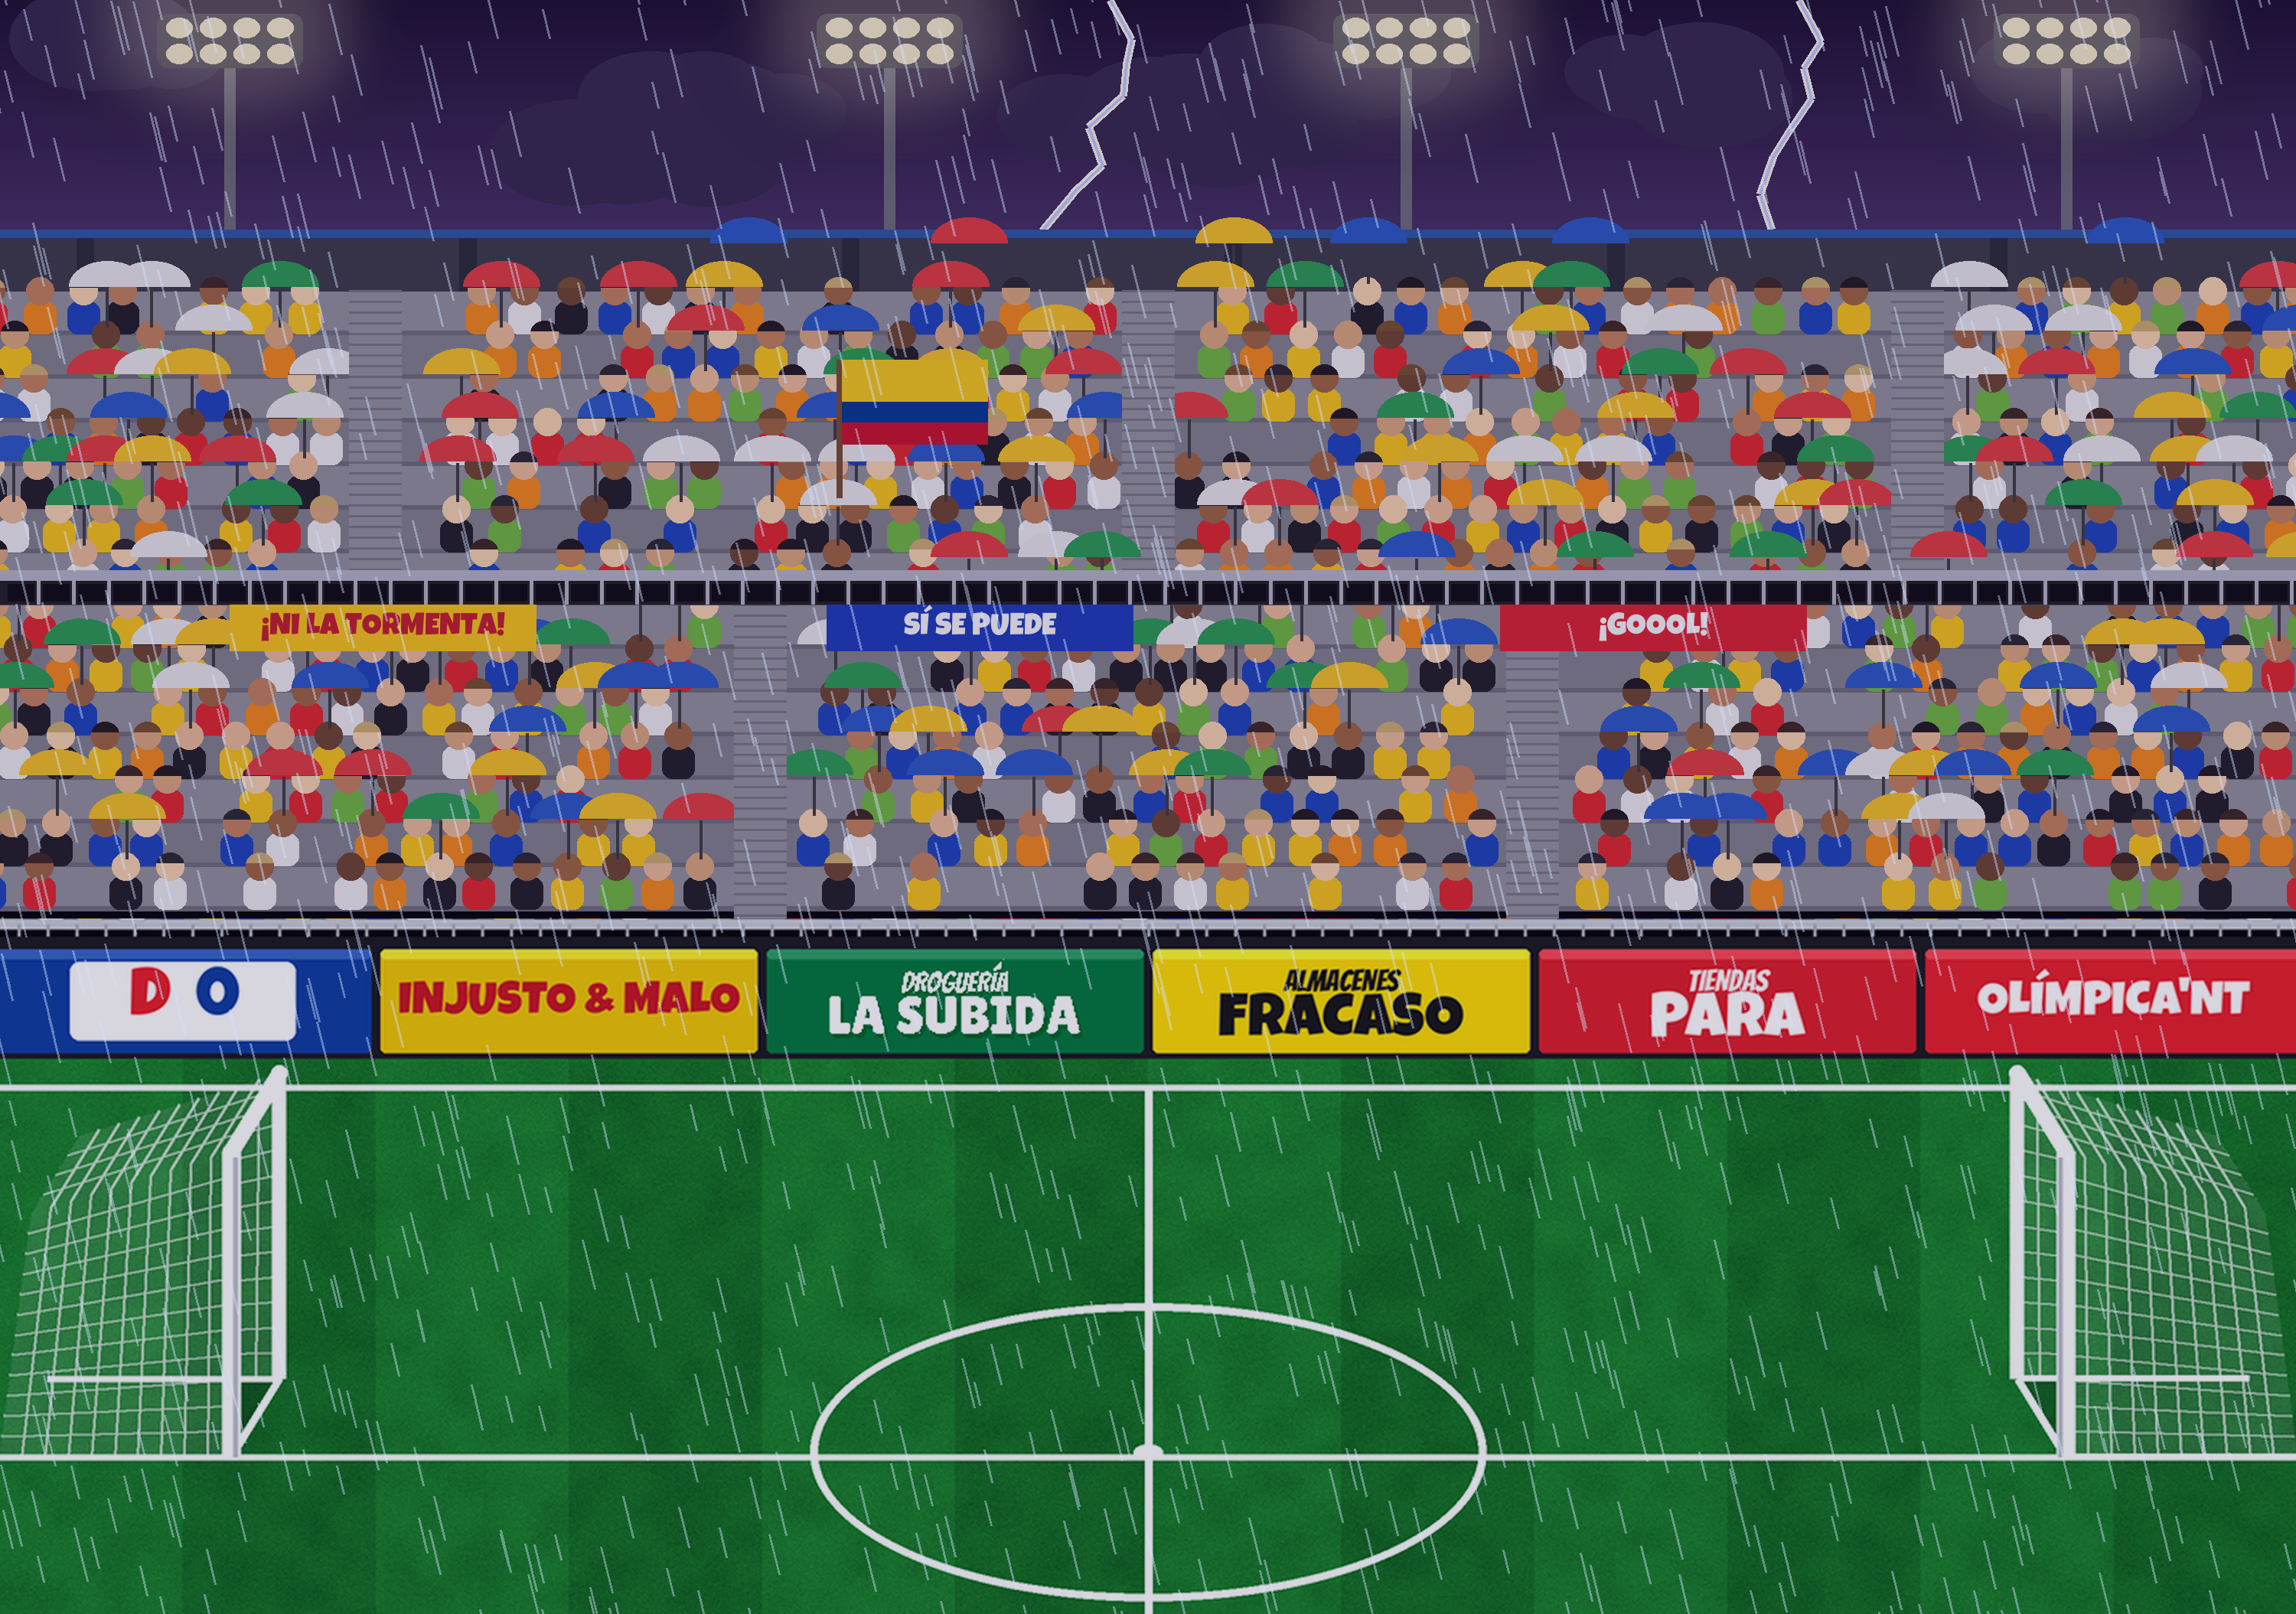 ¡NI LA TORMENTA!
SÍ SE PUEDE
¡GOOOL!
D O
INJUSTO & MALO
DROGUERÍA
LA SUBIDA
ALMACENES
FRACASO
TIENDAS
PARA
OLÍMPICA'NT